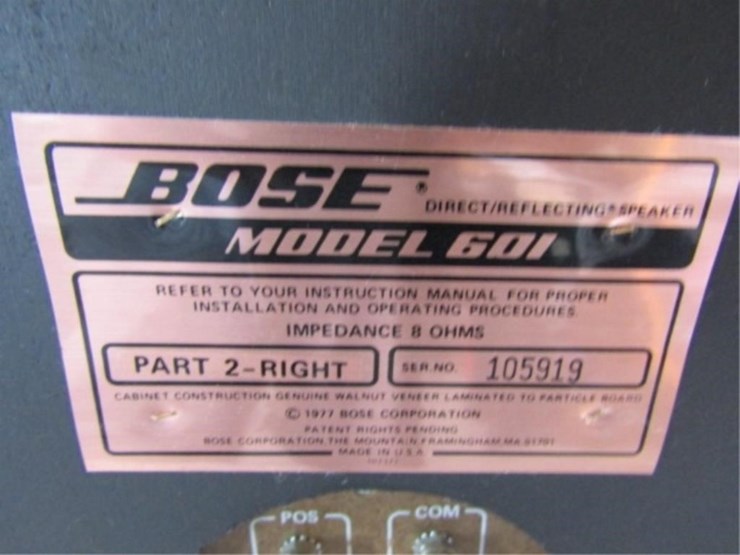 BOSE®
DIRECT/REFLECTING® SPEAKER
MODEL 601
REFER TO YOUR INSTRUCTION MANUAL FOR PROPER
INSTALLATION AND OPERATING PROCEDURES.
IMPEDANCE 8 OHMS
PART 2-RIGHT
SER. NO. 105919
CABINET CONSTRUCTION GENUINE WALNUT VENEER LAMINATED TO PARTICLE BOARD
© 1977 BOSE CORPORATION
PATENT RIGHTS PENDING
BOSE CORPORATION, THE MOUNTAIN, FRAMINGHAM, MA 01701
MADE IN U.S.A.
POS COM